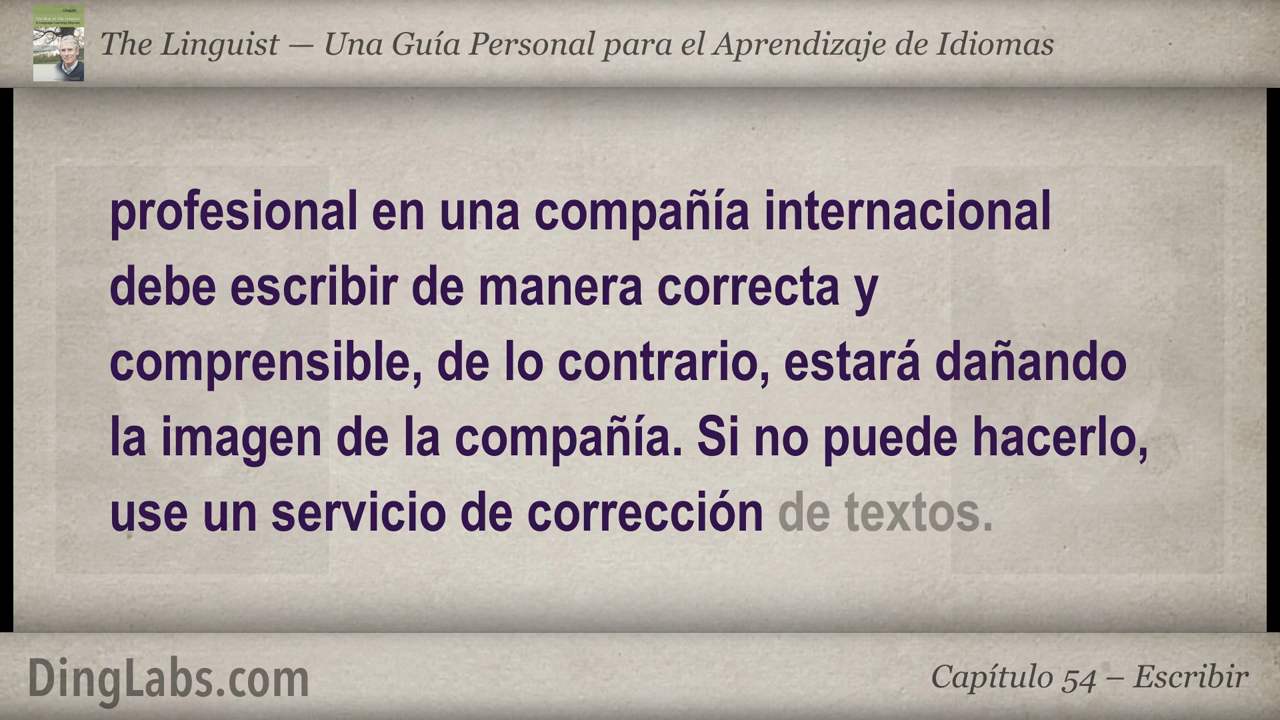 The Linguist — Una Guía Personal para el Aprendizaje de Idiomas
profesional en una compañía internacional
debe escribir de manera correcta y
comprensible, de lo contrario, estará dañando
la imagen de la compañía. Si no puede hacerlo,
use un servicio de corrección de textos.
DingLabs.com
Capítulo 54 – Escribir